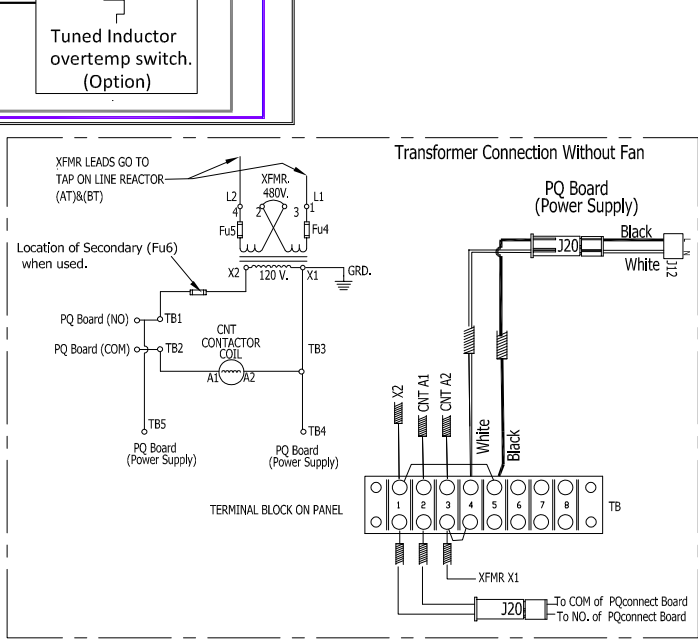 Tuned Inductor
overtemp switch.
(Option)
Transformer Connection Without Fan
XFMR LEADS GO TO
TAP ON LINE REACTOR
(AT)&(BT)
XFMR.
480V.
L2
L1
4
2
3
1
Fu5
Fu4
Location of Secondary (Fu6)
when used.
X2
120 V.
X1
GRD.
PQ Board (NO)
TB1
PQ Board (COM)
TB2
CNT
CONTACTOR
COIL
A1
A2
TB3
TB5
PQ Board
(Power Supply)
TB4
PQ Board
(Power Supply)
PQ Board
(Power Supply)
J20
Black
White
J12
N
X2
CNT A1
CNT A2
White
Black
TERMINAL BLOCK ON PANEL
1 2 3 4 5 6 7 8
TB
XFMR X1
J20
To COM of PQconnect Board
To NO. of PQconnect Board